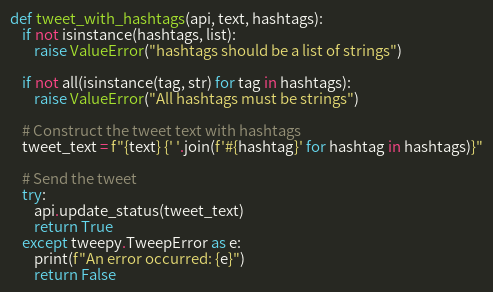 def tweet_with_hashtags(api, text, hashtags):
    if not isinstance(hashtags, list):
        raise ValueError("hashtags should be a list of strings")

    if not all(isinstance(tag, str) for tag in hashtags):
        raise ValueError("All hashtags must be strings")

    # Construct the tweet text with hashtags
    tweet_text = f"{text} {' '.join(f'#{hashtag}' for hashtag in hashtags)}"

    # Send the tweet
    try:
        api.update_status(tweet_text)
        return True
    except tweepy.TweepError as e:
        print(f"An error occurred: {e}")
        return False